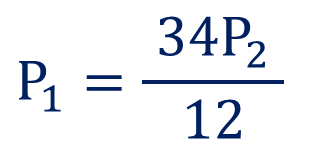 P₁ = 34P₂/12